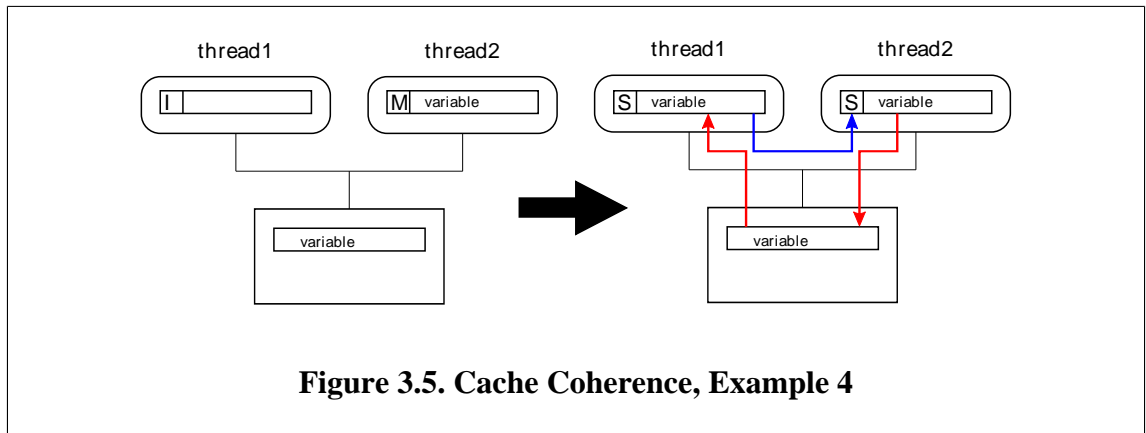 thread1 thread2 thread1 thread2
I M variable S variable S variable
variable variable
Figure 3.5. Cache Coherence, Example 4